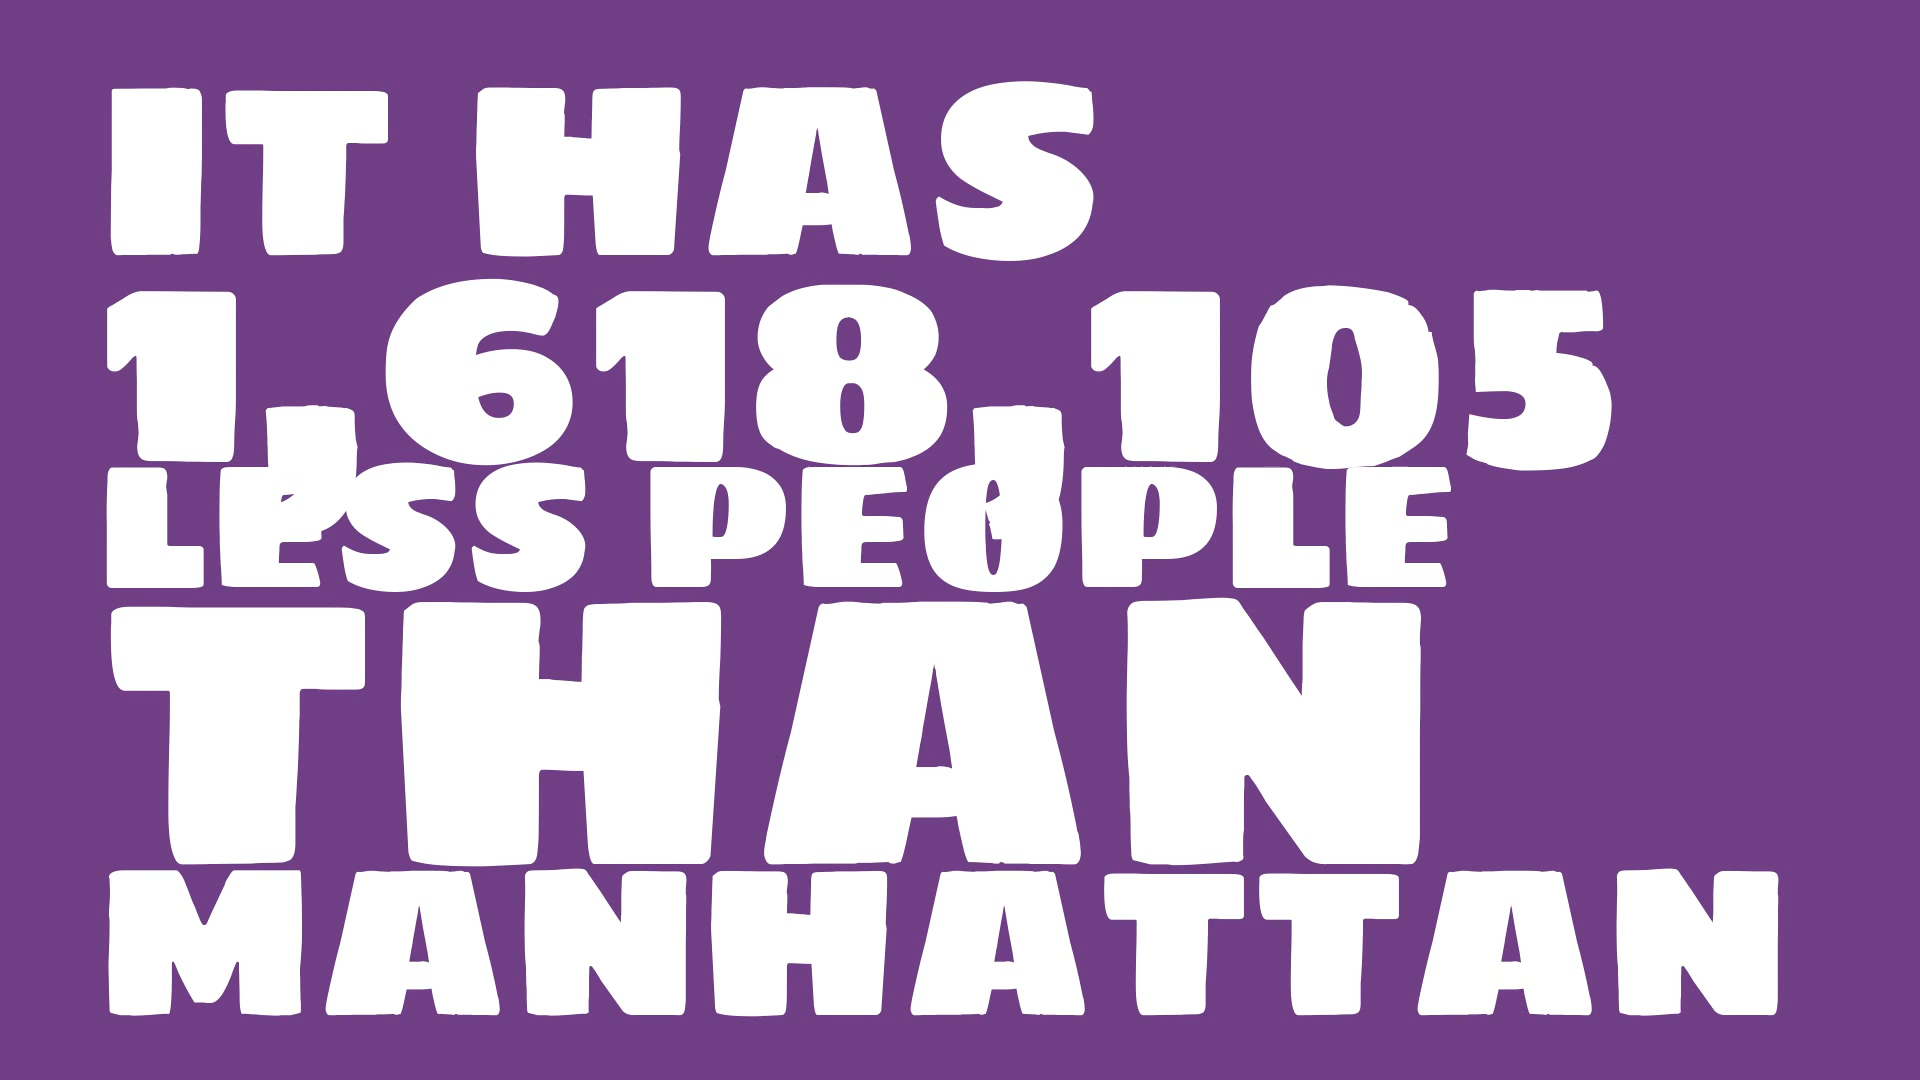 IT HAS
1,618,105
LESS PEOPLE
THAN
MANHATTAN